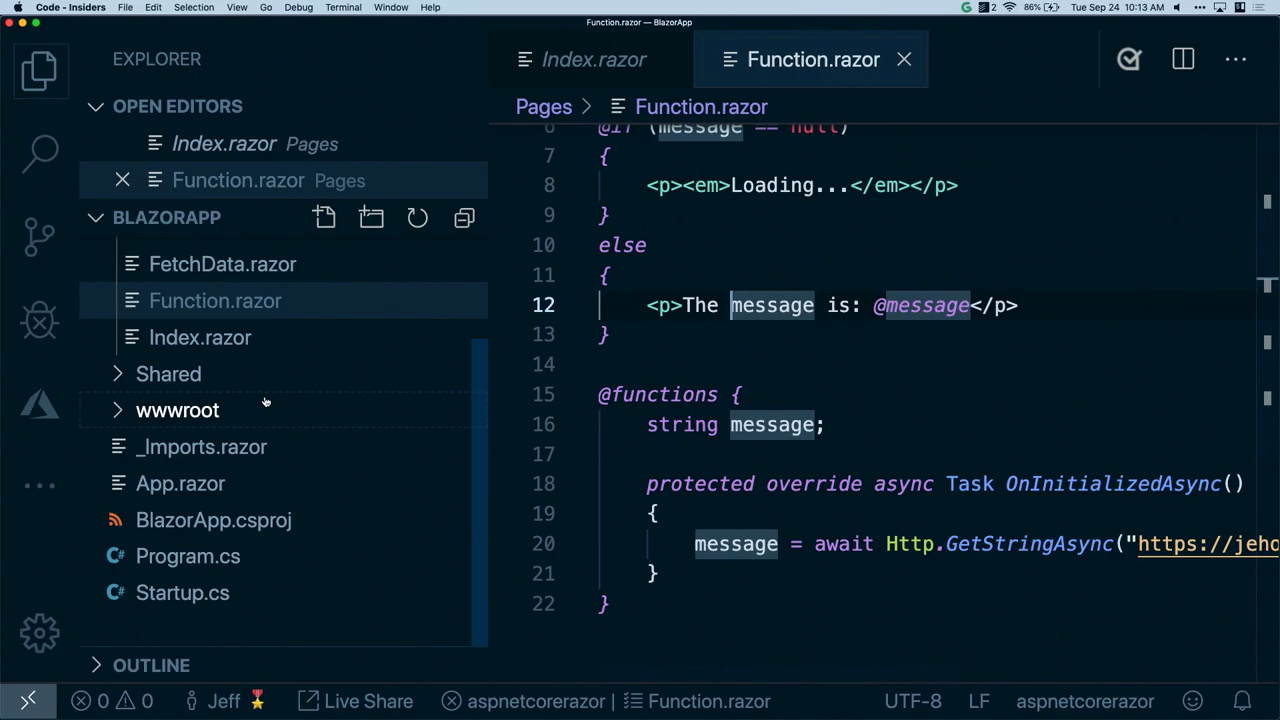 Code - Insiders File Edit Selection View Go Debug Terminal Window Help
2 86% Tue Sep 24 10:13 AM
Function.razor — BlazorApp
EXPLORER
OPEN EDITORS
Index.razor Pages
Function.razor Pages
BLAZORAPP
FetchData.razor
Function.razor
Index.razor
Shared
wwwroot
_Imports.razor
App.razor
BlazorApp.csproj
C# Program.cs
C# Startup.cs
OUTLINE
Index.razor
Function.razor
Pages > Function.razor
6 @if (message == null)
7 {
8 <p><em>Loading...</em></p>
9 }
10 else
11 {
12 <p>The message is: @message</p>
13 }
14
15 @functions {
16 string message;
17
18 protected override async Task OnInitializedAsync()
19 {
20 message = await Http.GetStringAsync("https://jeho
21 }
22 }
0 0 Jeff Live Share aspnetcorerazor | Function.razor UTF-8 LF aspnetcorerazor